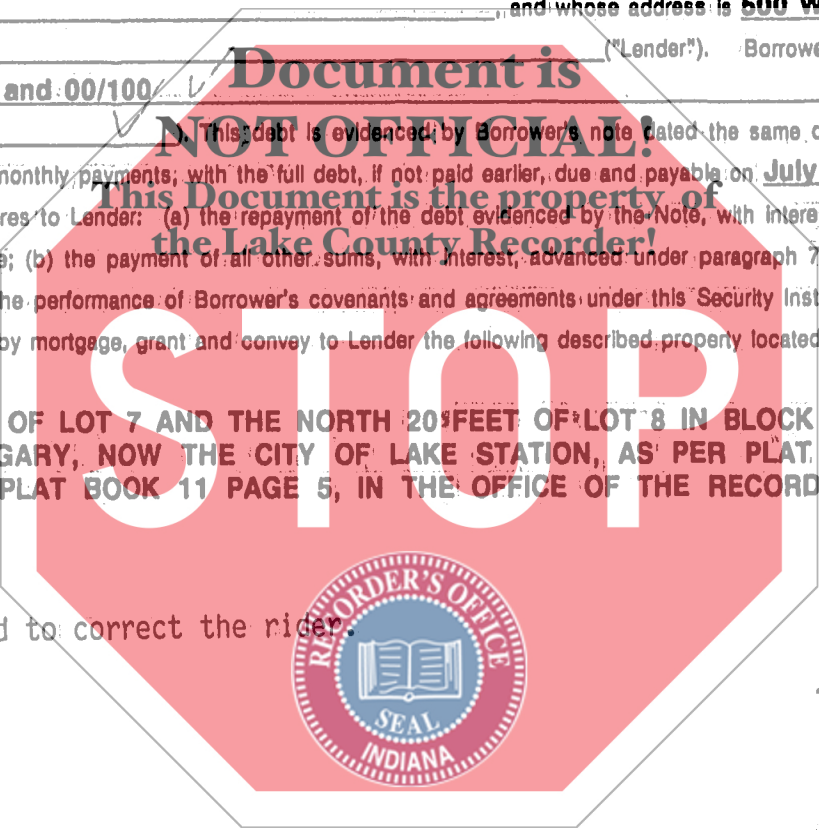 , and whose address is 500 W
("Lender"). Borrowe
Document is
and 00/100
NOT OFFICIAL!
). This debt is evidenced by Borrower's note dated the same d
monthly payments, with the full debt, if not paid earlier, due and payable on July
This Document is the property of
res to Lender: (a) the repayment of the debt evidenced by the Note, with intere
the Lake County Recorder!
e; (b) the payment of all other sums, with interest, advanced under paragraph 7
he performance of Borrower's covenants and agreements under this Security Inst
by mortgage, grant and convey to Lender the following described property located
STOP
OF LOT 7 AND THE NORTH 20 FEET OF LOT 8 IN BLOCK
GARY, NOW THE CITY OF LAKE STATION, AS PER PLAT
PLAT BOOK 11 PAGE 5, IN THE OFFICE OF THE RECORD
d to correct the rider.
RECORDER'S OFFICE
SEAL
INDIANA